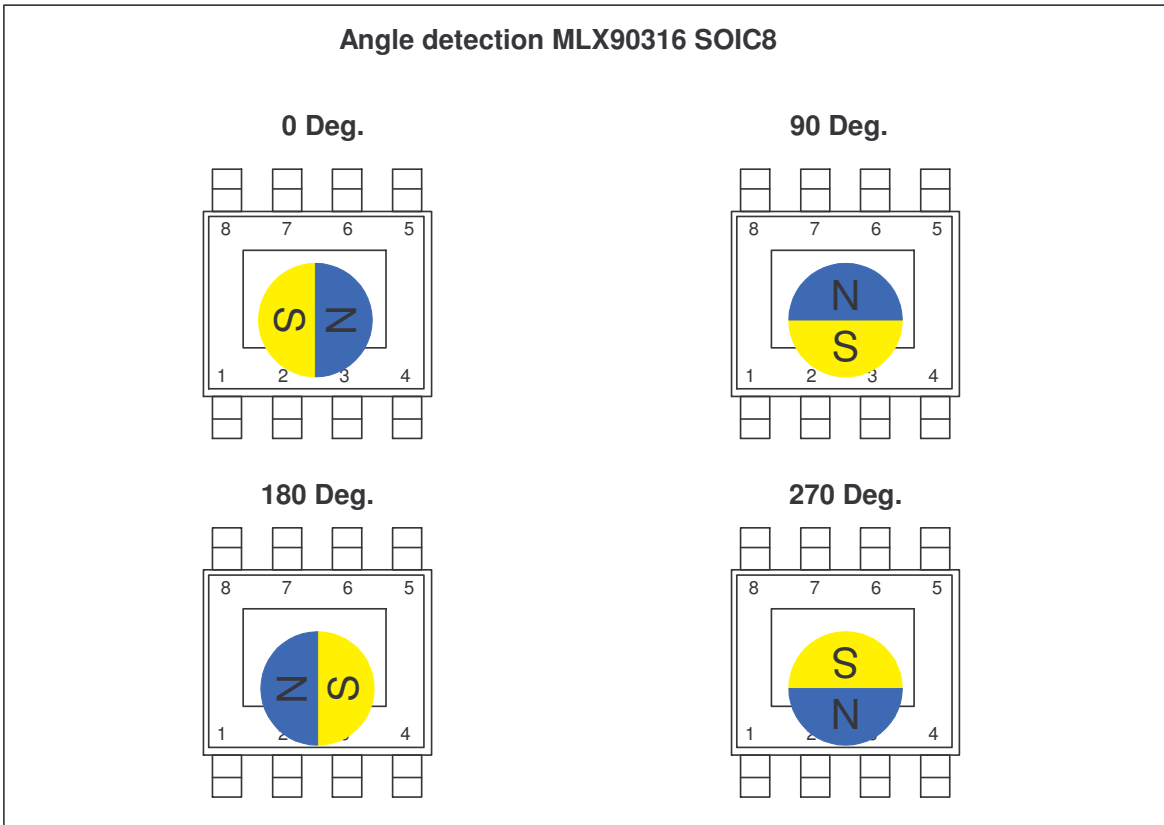 Angle detection MLX90316 SOIC8
0 Deg. 90 Deg.
8 7 6 5 8 7 6 5
S N N
S
1 2 3 4 1 2 3 4
180 Deg. 270 Deg.
8 7 6 5 8 7 6 5
N S S
N
1 4 1 4